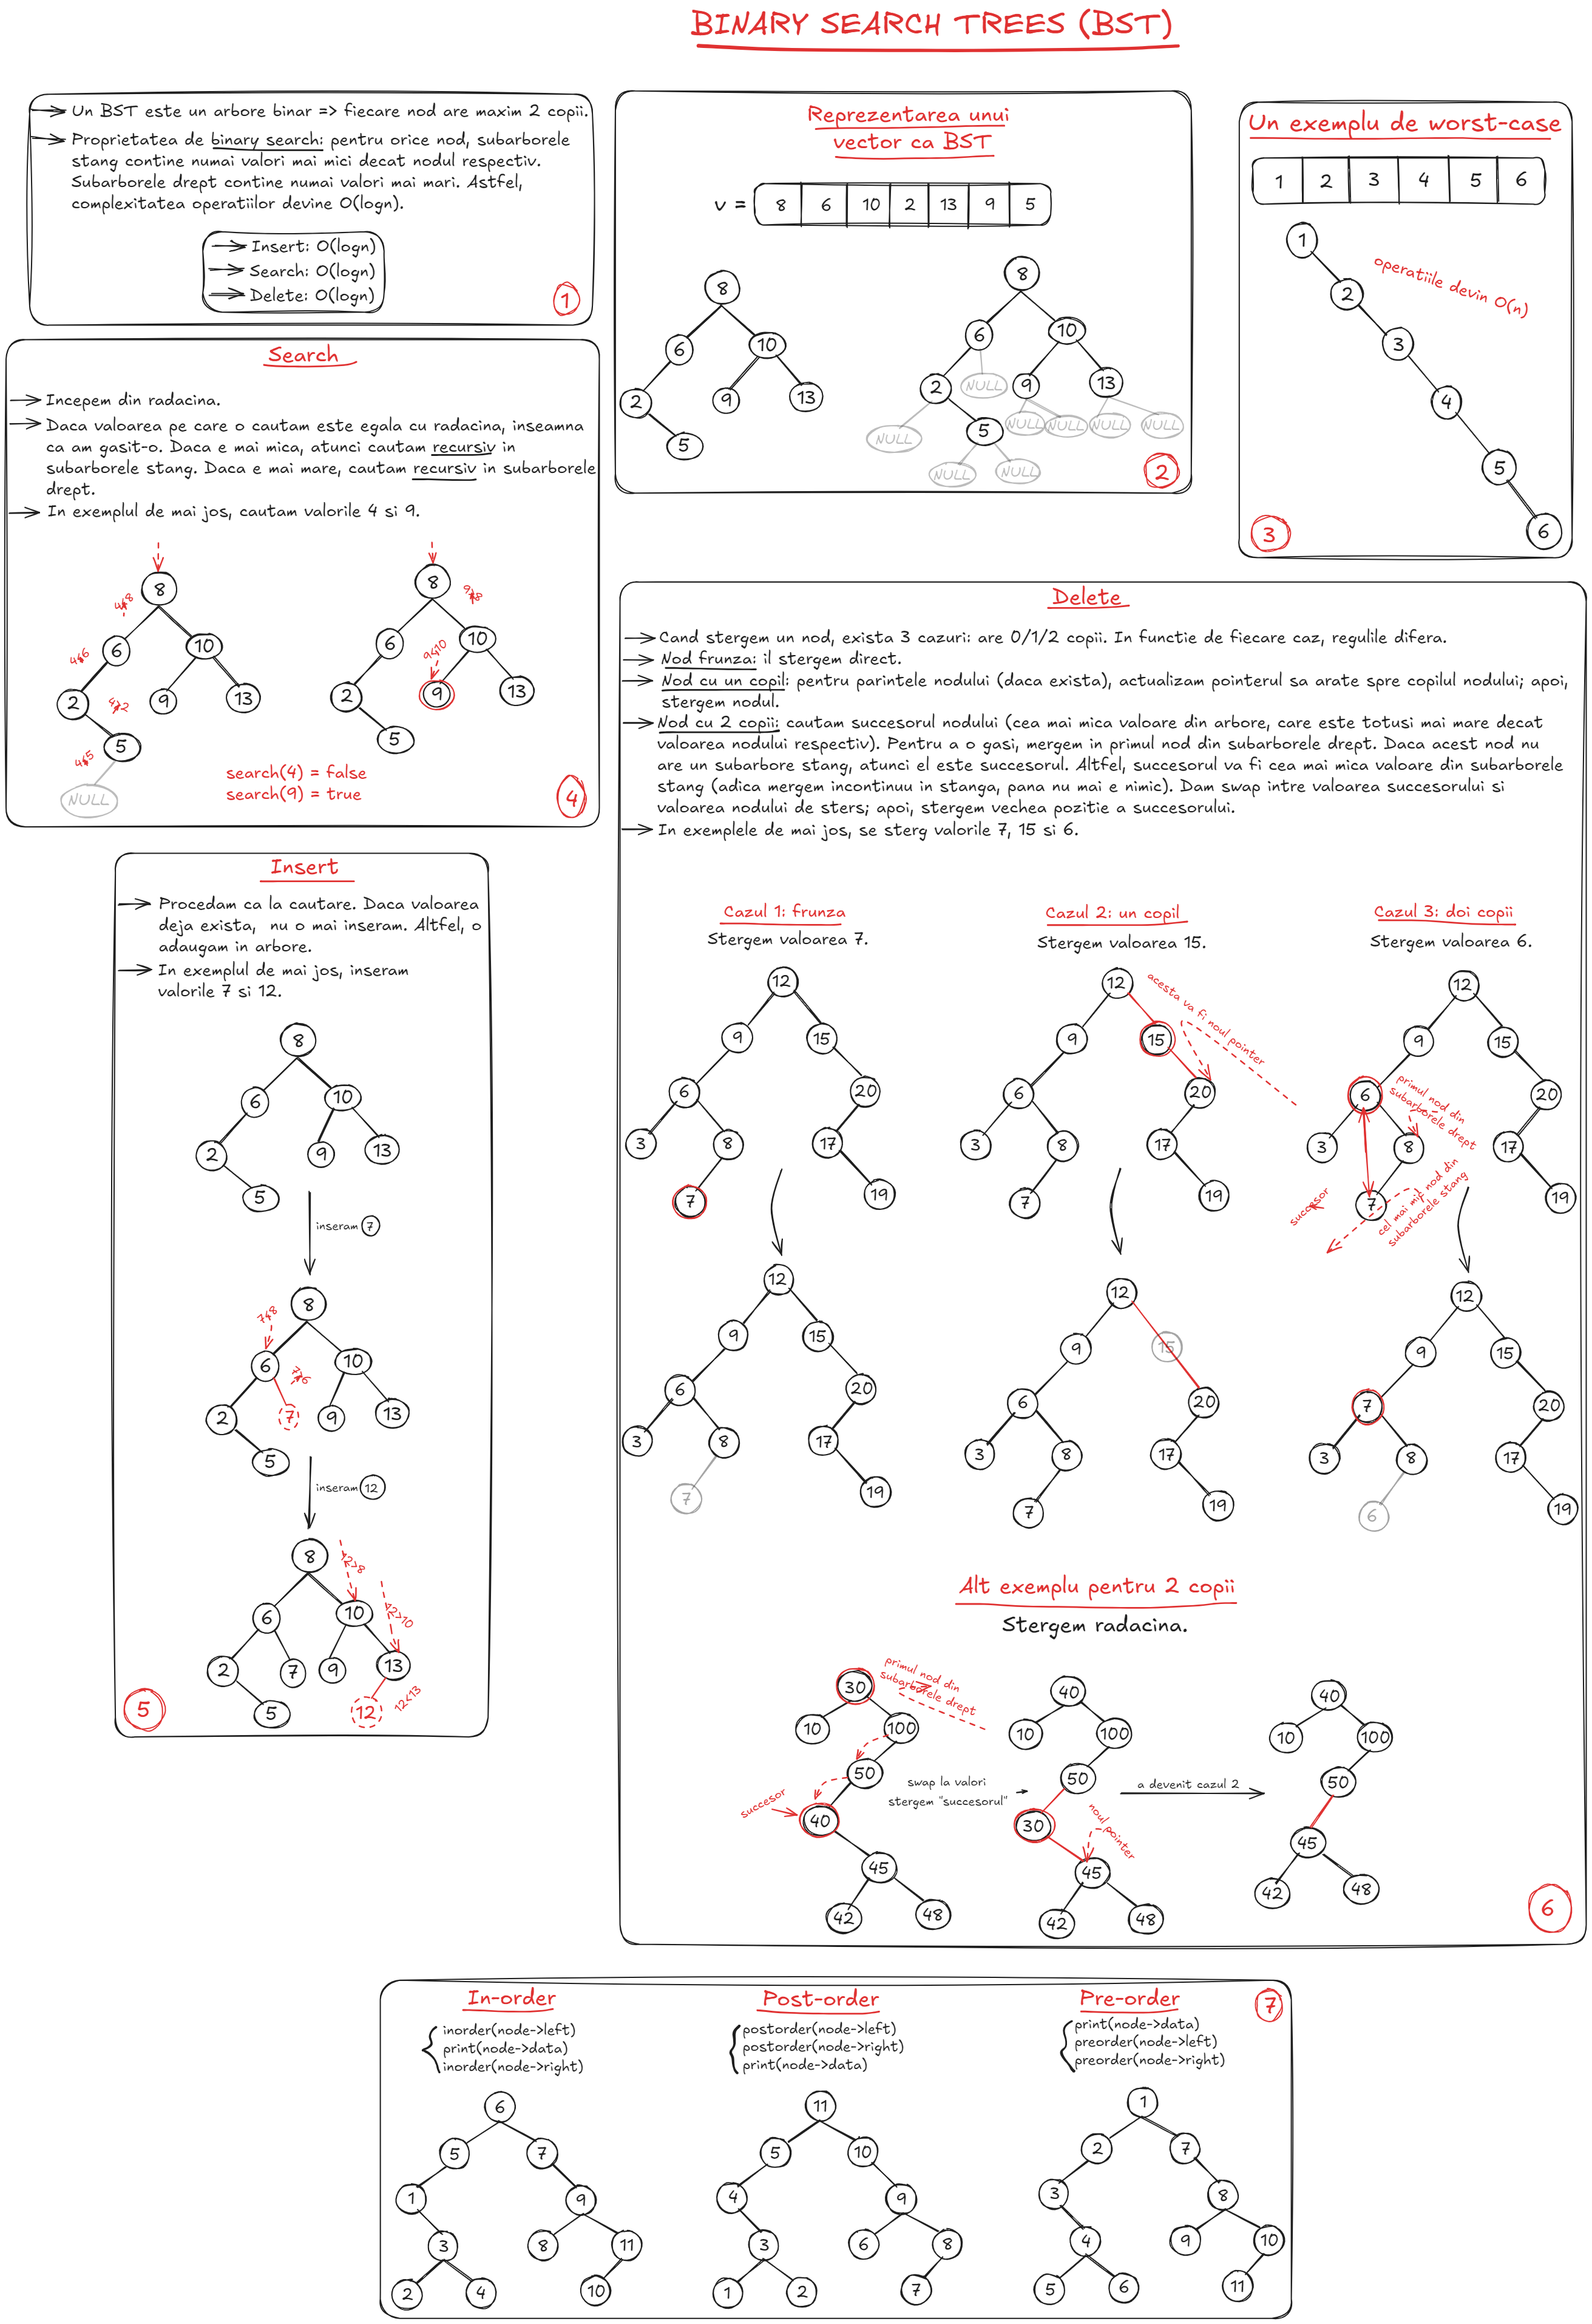 BINARY SEARCH TREES (BST)
→ Un BST este un arbore binar => fiecare nod are maxim 2 copii.
→ Proprietatea de binary search: pentru orice nod, subarborele
stang contine numai valori mai mici decat nodul respectiv.
Subarborele drept contine numai valori mai mari. Astfel,
complexitatea operatiilor devine O(logn).
→ Insert: O(logn)
→ Search: O(logn)
→ Delete: O(logn)
1
Reprezentarea unui
vector ca BST
v = 8 6 10 2 13 9 5
8
6 10
2 9 13
5
8
6 10
2 NULL 9 13
NULL 5 NULL NULL NULL NULL
NULL NULL
2
Un exemplu de worst-case
1 2 3 4 5 6
operatiile devin O(n)
1
2
3
4
5
6
3
Search
→ Incepem din radacina.
→ Daca valoarea pe care o cautam este egala cu radacina, inseamna
ca am gasit-o. Daca e mai mica, atunci cautam recursiv in
subarborele stang. Daca e mai mare, cautam recursiv in subarborele
drept.
→ In exemplul de mai jos, cautam valorile 4 si 9.
8
4<8
6 10
4<6
2 9 13
4>2
5
4<5
NULL
8
9>8
6 10
9<10
2 9 13
5
search(4) = false
search(9) = true
4
Insert
→ Procedam ca la cautare. Daca valoarea
deja exista, nu o mai inseram. Altfel, o
adaugam in arbore.
→ In exemplul de mai jos, inseram
valorile 7 si 12.
8
6 10
2 9 13
5
inseram 7
8
7<8
6 10
7>6
2 7 9 13
5
inseram 12
8
12>8
6 10
12>10
2 7 9 13
5 12
12<13
5
Delete
→ Cand stergem un nod, exista 3 cazuri: are 0/1/2 copii. In functie de fiecare caz, regulile difera.
→ Nod frunza: il stergem direct.
→ Nod cu un copil: pentru parintele nodului (daca exista), actualizam pointerul sa arate spre copilul nodului; apoi,
stergem nodul.
→ Nod cu 2 copii: cautam succesorul nodului (cea mai mica valoare din arbore, care este totusi mai mare decat
valoarea nodului respectiv). Pentru a o gasi, mergem in primul nod din subarborele drept. Daca acest nod nu
are un subarbore stang, atunci el este succesorul. Altfel, succesorul va fi cea mai mica valoare din subarborele
stang (adica mergem incontinuu in stanga, pana nu mai e nimic). Dam swap intre valoarea succesorului si
valoarea nodului de sters; apoi, stergem vechea pozitie a succesorului.
→ In exemplele de mai jos, se sterg valorile 7, 15 si 6.
Cazul 1: frunza
Stergem valoarea 7.
12
9 15
6 20
3 8 17
7 19
12
9 15
6 20
3 8 17
7 19
Cazul 2: un copil
Stergem valoarea 15.
acesta va fi noul pointer
12
9 15
6 20
3 8 17
7 19
12
9 15
6 20
3 8 17
7 19
Cazul 3: doi copii
Stergem valoarea 6.
12
9 15
6 20
primul nod din
subarborele drept
3 8 17
7 19
succesor
cel mai mic nod din
subarborele stang
12
9 15
7 20
3 8 17
6 19
Alt exemplu pentru 2 copii
Stergem radacina.
30
primul nod din
subarborele drept
10 100
50
succesor
40
45
42 48
swap la valori
stergem "succesorul"
40
10 100
50
30
noul pointer
45
42 48
a devenit cazul 2
40
10 100
50
45
42 48
6
In-order
inorder(node->left)
print(node->data)
inorder(node->right)
6
5 7
1 9
3 8 11
2 4 10
Post-order
postorder(node->left)
postorder(node->right)
print(node->data)
11
5 10
4 9
3 6 8
1 2 7
Pre-order
print(node->data)
preorder(node->left)
preorder(node->right)
1
2 7
3 8
4 9 10
5 6 11
7